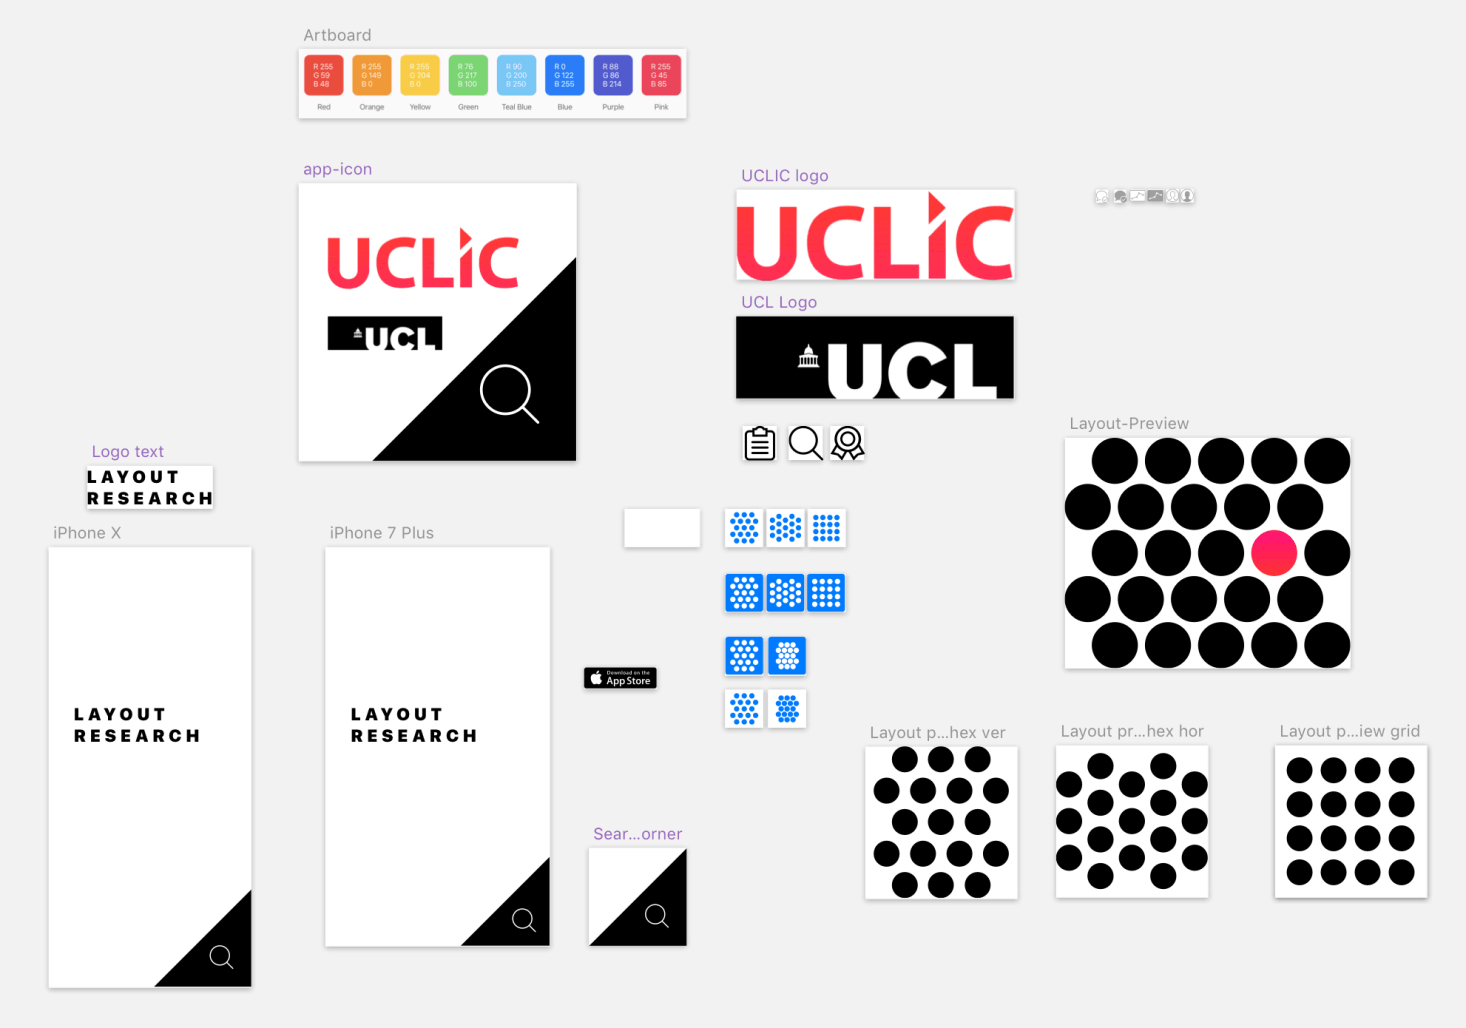 Artboard
R 255
G 59
B 48
R 255
G 149
B 0
R 255
G 204
B 0
R 76
G 217
B 100
R 90
G 200
B 250
R 0
G 122
B 255
R 88
G 86
B 214
R 255
G 45
B 85
Red Orange Yellow Green Teal Blue Blue Purple Pink
app-icon
UCLIC
UCL
UCLIC logo
UCLIC
UCL Logo
UCL
Logo text
LAYOUT
RESEARCH
iPhone X
LAYOUT
RESEARCH
iPhone 7 Plus
LAYOUT
RESEARCH
Download on the
App Store
Sear...orner
Layout-Preview
Layout p...hex ver
Layout pr...hex hor
Layout p...iew grid